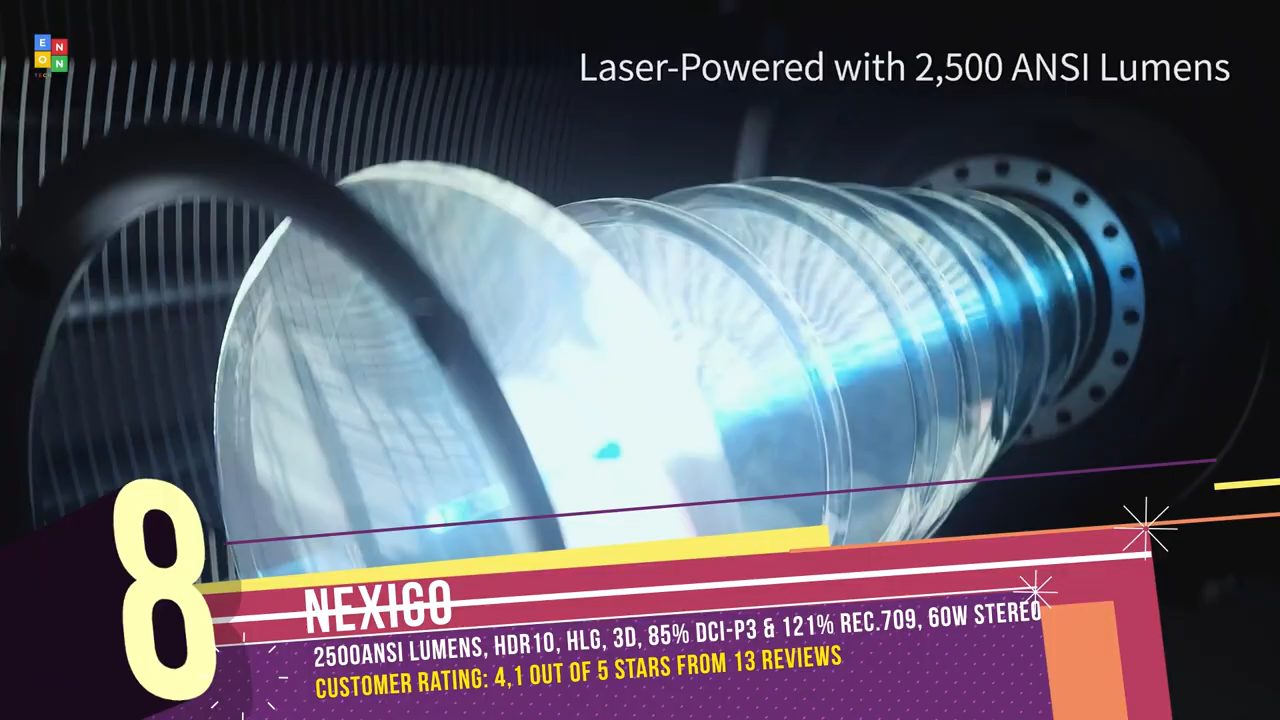 E N
O N
TECH
Laser-Powered with 2,500 ANSI Lumens
8
NEXIGO
2500ANSI LUMENS, HDR10, HLG, 3D, 85% DCI-P3 & 121% REC.709, 60W STEREO
CUSTOMER RATING: 4,1 OUT OF 5 STARS FROM 13 REVIEWS